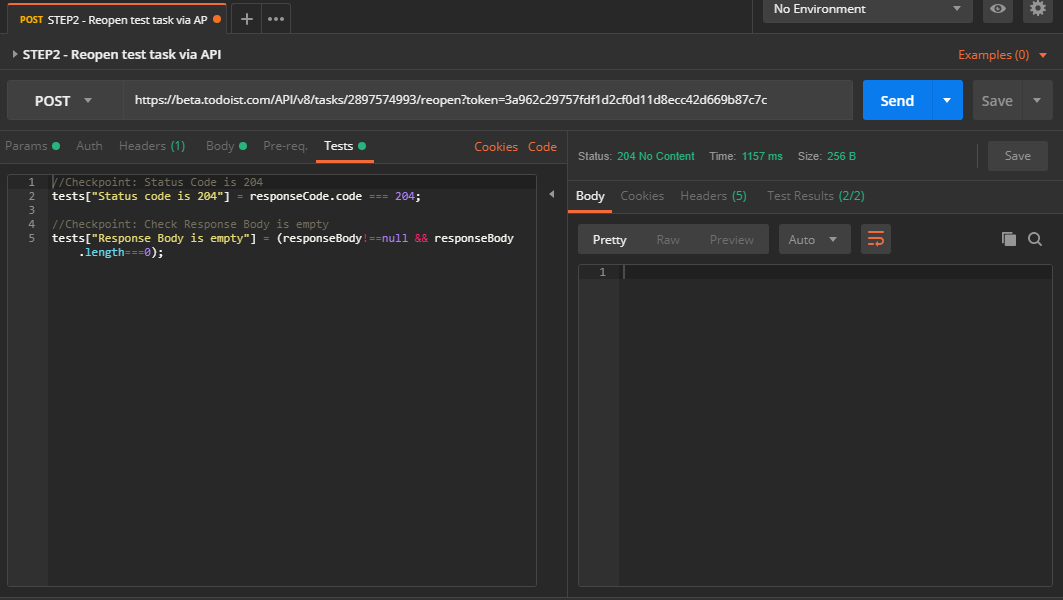 POST STEP2 - Reopen test task via AP
No Environment
STEP2 - Reopen test task via API
Examples (0)
POST
https://beta.todoist.com/API/v8/tasks/2897574993/reopen?token=3a962c29757fdf1d2cf0d11d8ecc42d669b87c7c
Send
Save
Params
Auth
Headers (1)
Body
Pre-req.
Tests
Cookies
Code
1 //Checkpoint: Status Code is 204
2 tests["Status code is 204"] = responseCode.code === 204;
3
4 //Checkpoint: Check Response Body is empty
5 tests["Response Body is empty"] = (responseBody!==null && responseBody
.length===0);
Status: 204 No Content Time: 1157 ms Size: 256 B
Save
Body
Cookies
Headers (5)
Test Results (2/2)
Pretty
Raw
Preview
Auto
1